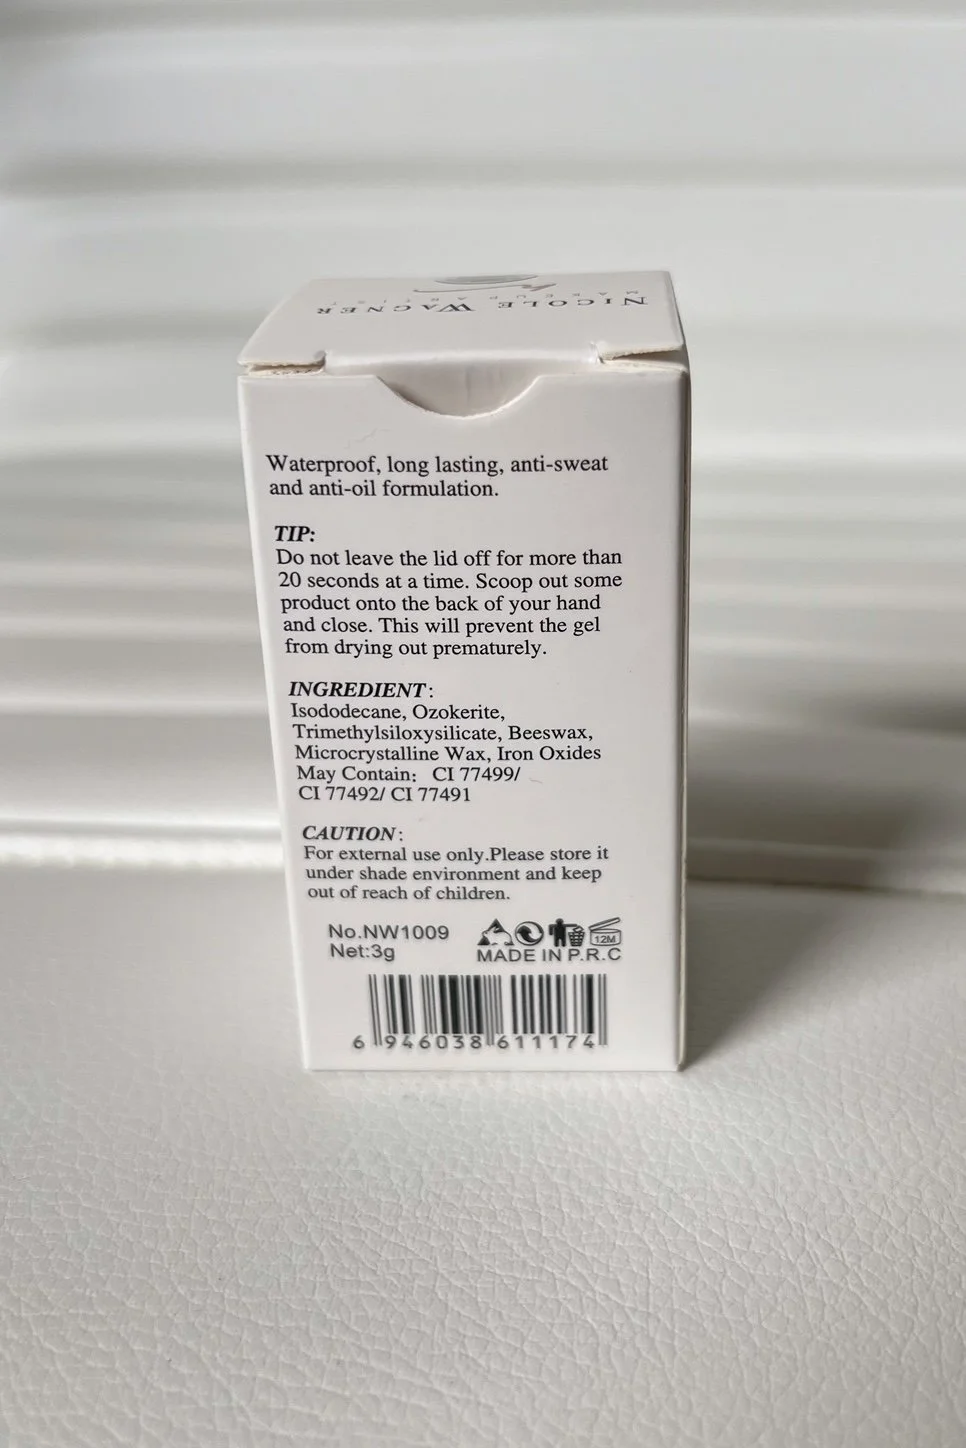 NICOLE WAGNER
MAKEUP ARTIST
Waterproof, long lasting, anti-sweat
and anti-oil formulation.
TIP:
Do not leave the lid off for more than
20 seconds at a time. Scoop out some
product onto the back of your hand
and close. This will prevent the gel
from drying out prematurely.
INGREDIENT:
Isododecane, Ozokerite,
Trimethylsiloxysilicate, Beeswax,
Microcrystalline Wax, Iron Oxides
May Contain: CI 77499/
CI 77492/ CI 77491
CAUTION:
For external use only.Please store it
under shade environment and keep
out of reach of children.
No.NW1009
Net:3g
12M
MADE IN P.R.C
6 946038 611174